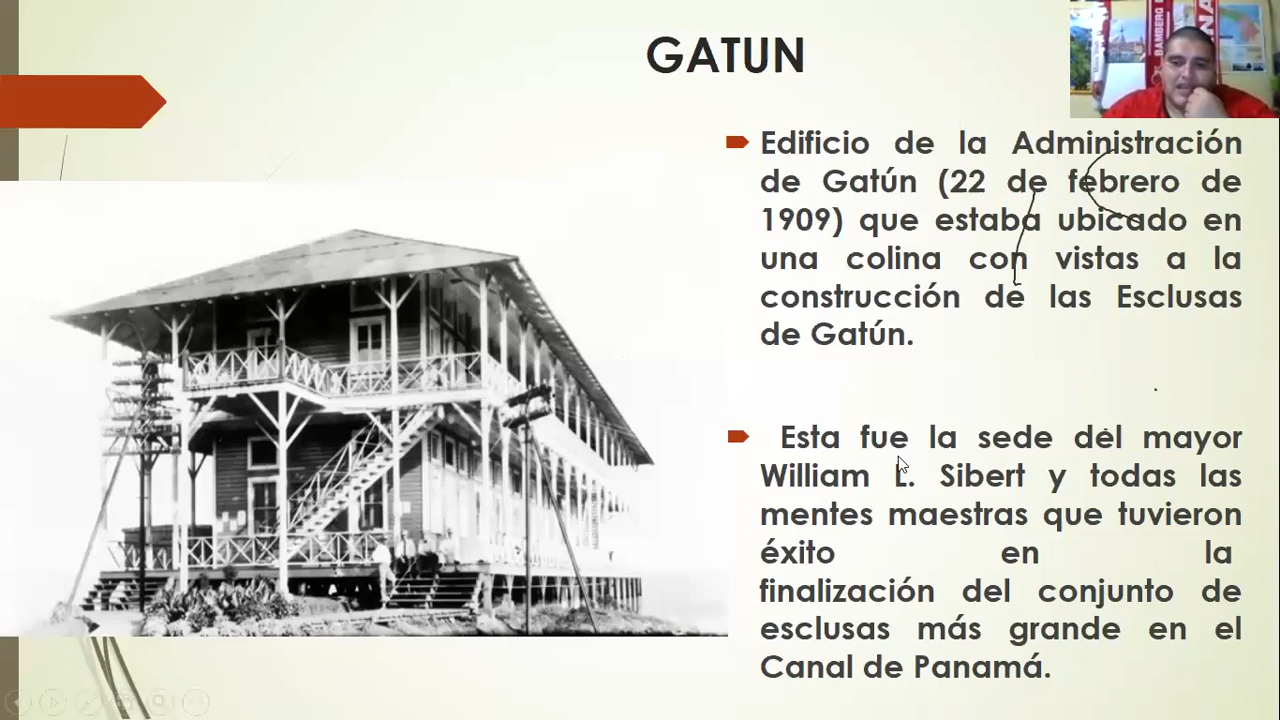 GATUN
BAMBERG
NA
Edificio de la Administración
de Gatún (22 de febrero de
1909) que estaba ubicado en
una colina con vistas a la
construcción de las Esclusas
de Gatún.
Esta fue la sede del mayor
William L. Sibert y todas las
mentes maestras que tuvieron
éxito en la
finalización del conjunto de
esclusas más grande en el
Canal de Panamá.